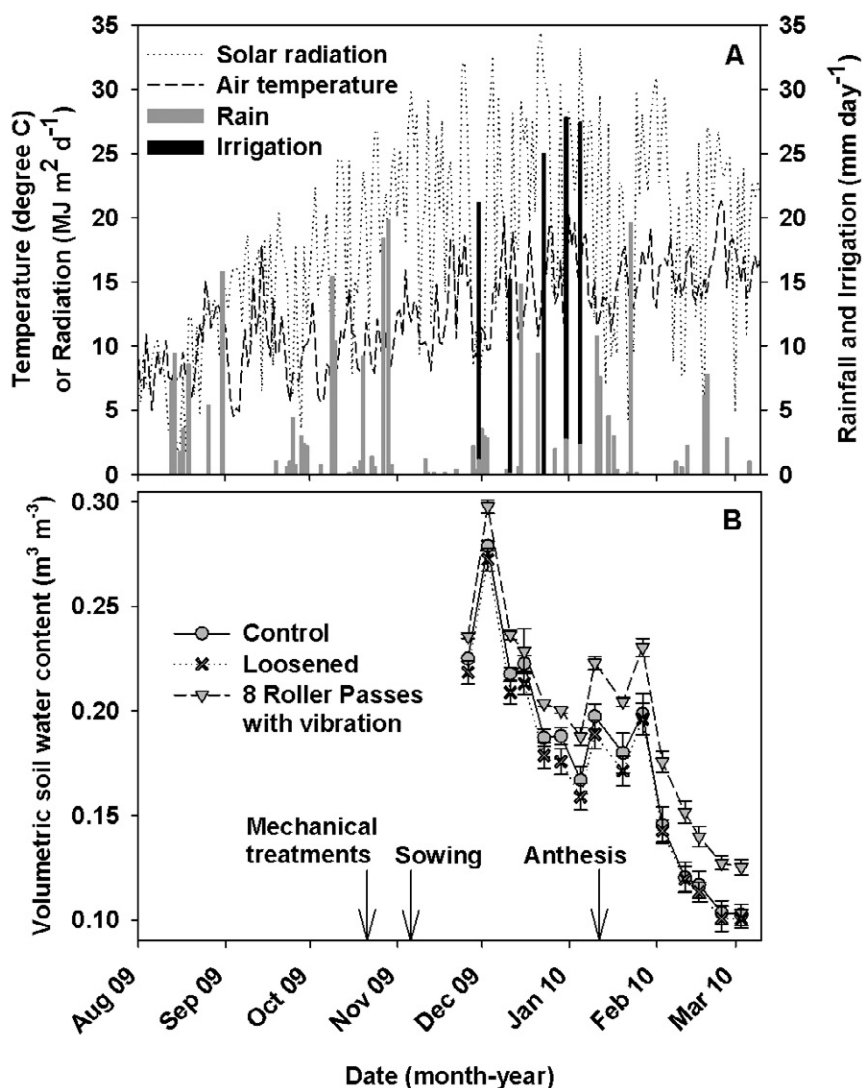 A
Solar radiation
Air temperature
Rain
Irrigation
Temperature (degree C)
or Radiation (MJ m² d⁻¹)
35
30
25
20
15
10
5
0
Rainfall and Irrigation (mm day⁻¹)
35
30
25
20
15
10
5
0
B
Volumetric soil water content (m³ m⁻³)
0.30
0.25
0.20
0.15
0.10
Control
Loosened
8 Roller Passes
with vibration
Mechanical
treatments
Sowing
Anthesis
Aug 09
Sep 09
Oct 09
Nov 09
Dec 09
Jan 10
Feb 10
Mar 10
Date (month-year)